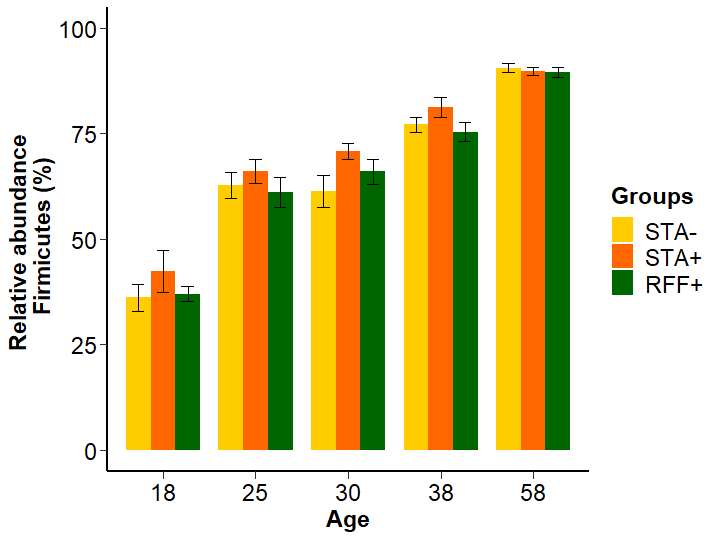 Relative abundance
Firmicutes (%)
100
75
50
25
0
18 25 30 38 58
Age
Groups
STA-
STA+
RFF+